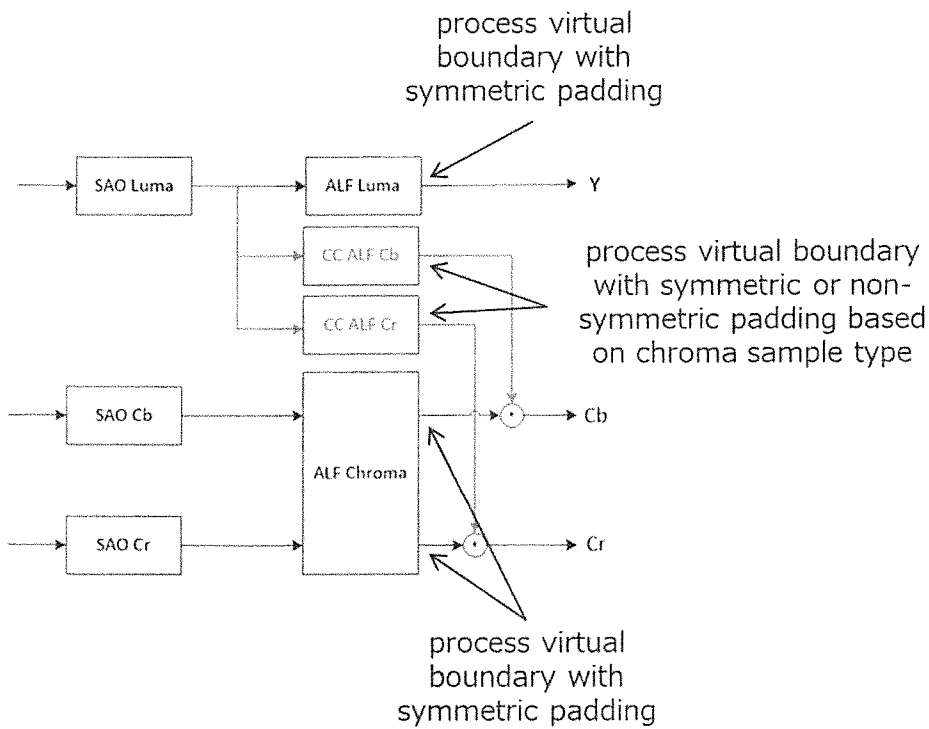 process virtual
boundary with
symmetric padding
SAO Luma
ALF Luma
Y
CC ALF Cb
CC ALF Cr
process virtual boundary
with symmetric or non-
symmetric padding based
on chroma sample type
SAO Cb
ALF Chroma
Cb
SAO Cr
Cr
process virtual
boundary with
symmetric padding